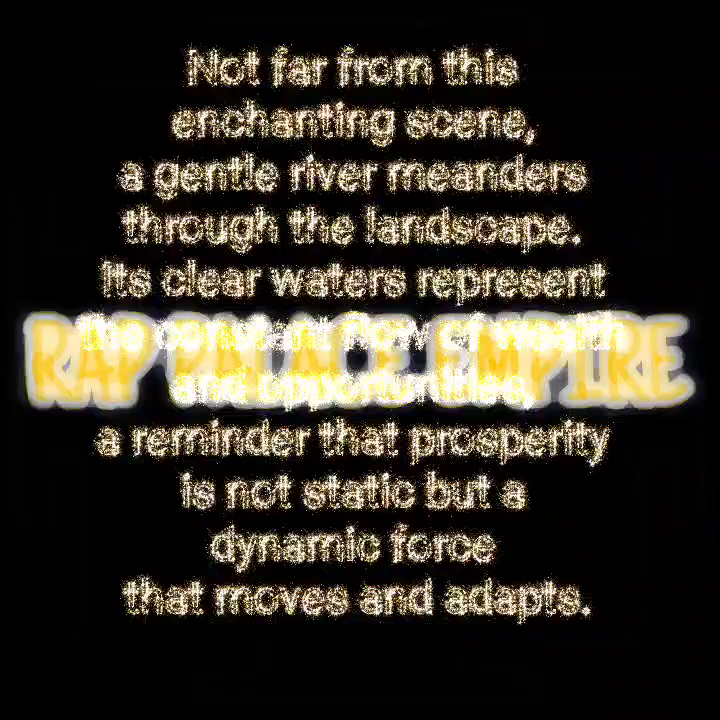 Not far from this
enchanting scene,
a gentle river meanders
through the landscape.
Its clear waters represent
the constant flow of wealth
RAP PALACE EMPIRE
and opportunities,
a reminder that prosperity
is not static but a
dynamic force
that moves and adapts.